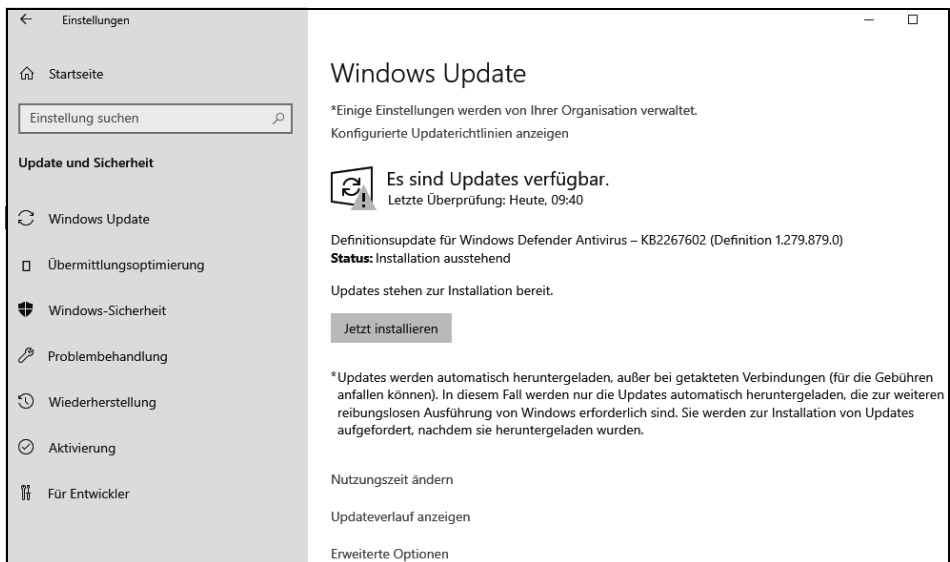 Einstellungen
Startseite
Einstellung suchen
Update und Sicherheit
Windows Update
Übermittlungsoptimierung
Windows-Sicherheit
Problembehandlung
Wiederherstellung
Aktivierung
Für Entwickler
Windows Update
*Einige Einstellungen werden von Ihrer Organisation verwaltet.
Konfigurierte Updaterichtlinien anzeigen
Es sind Updates verfügbar.
Letzte Überprüfung: Heute, 09:40
Definitionsupdate für Windows Defender Antivirus – KB2267602 (Definition 1.279.879.0)
Status: Installation ausstehend
Updates stehen zur Installation bereit.
Jetzt installieren
*Updates werden automatisch heruntergeladen, außer bei getakteten Verbindungen (für die Gebühren
anfallen können). In diesem Fall werden nur die Updates automatisch heruntergeladen, die zur weiteren
reibungslosen Ausführung von Windows erforderlich sind. Sie werden zur Installation von Updates
aufgefordert, nachdem sie heruntergeladen wurden.
Nutzungszeit ändern
Updateverlauf anzeigen
Erweiterte Optionen